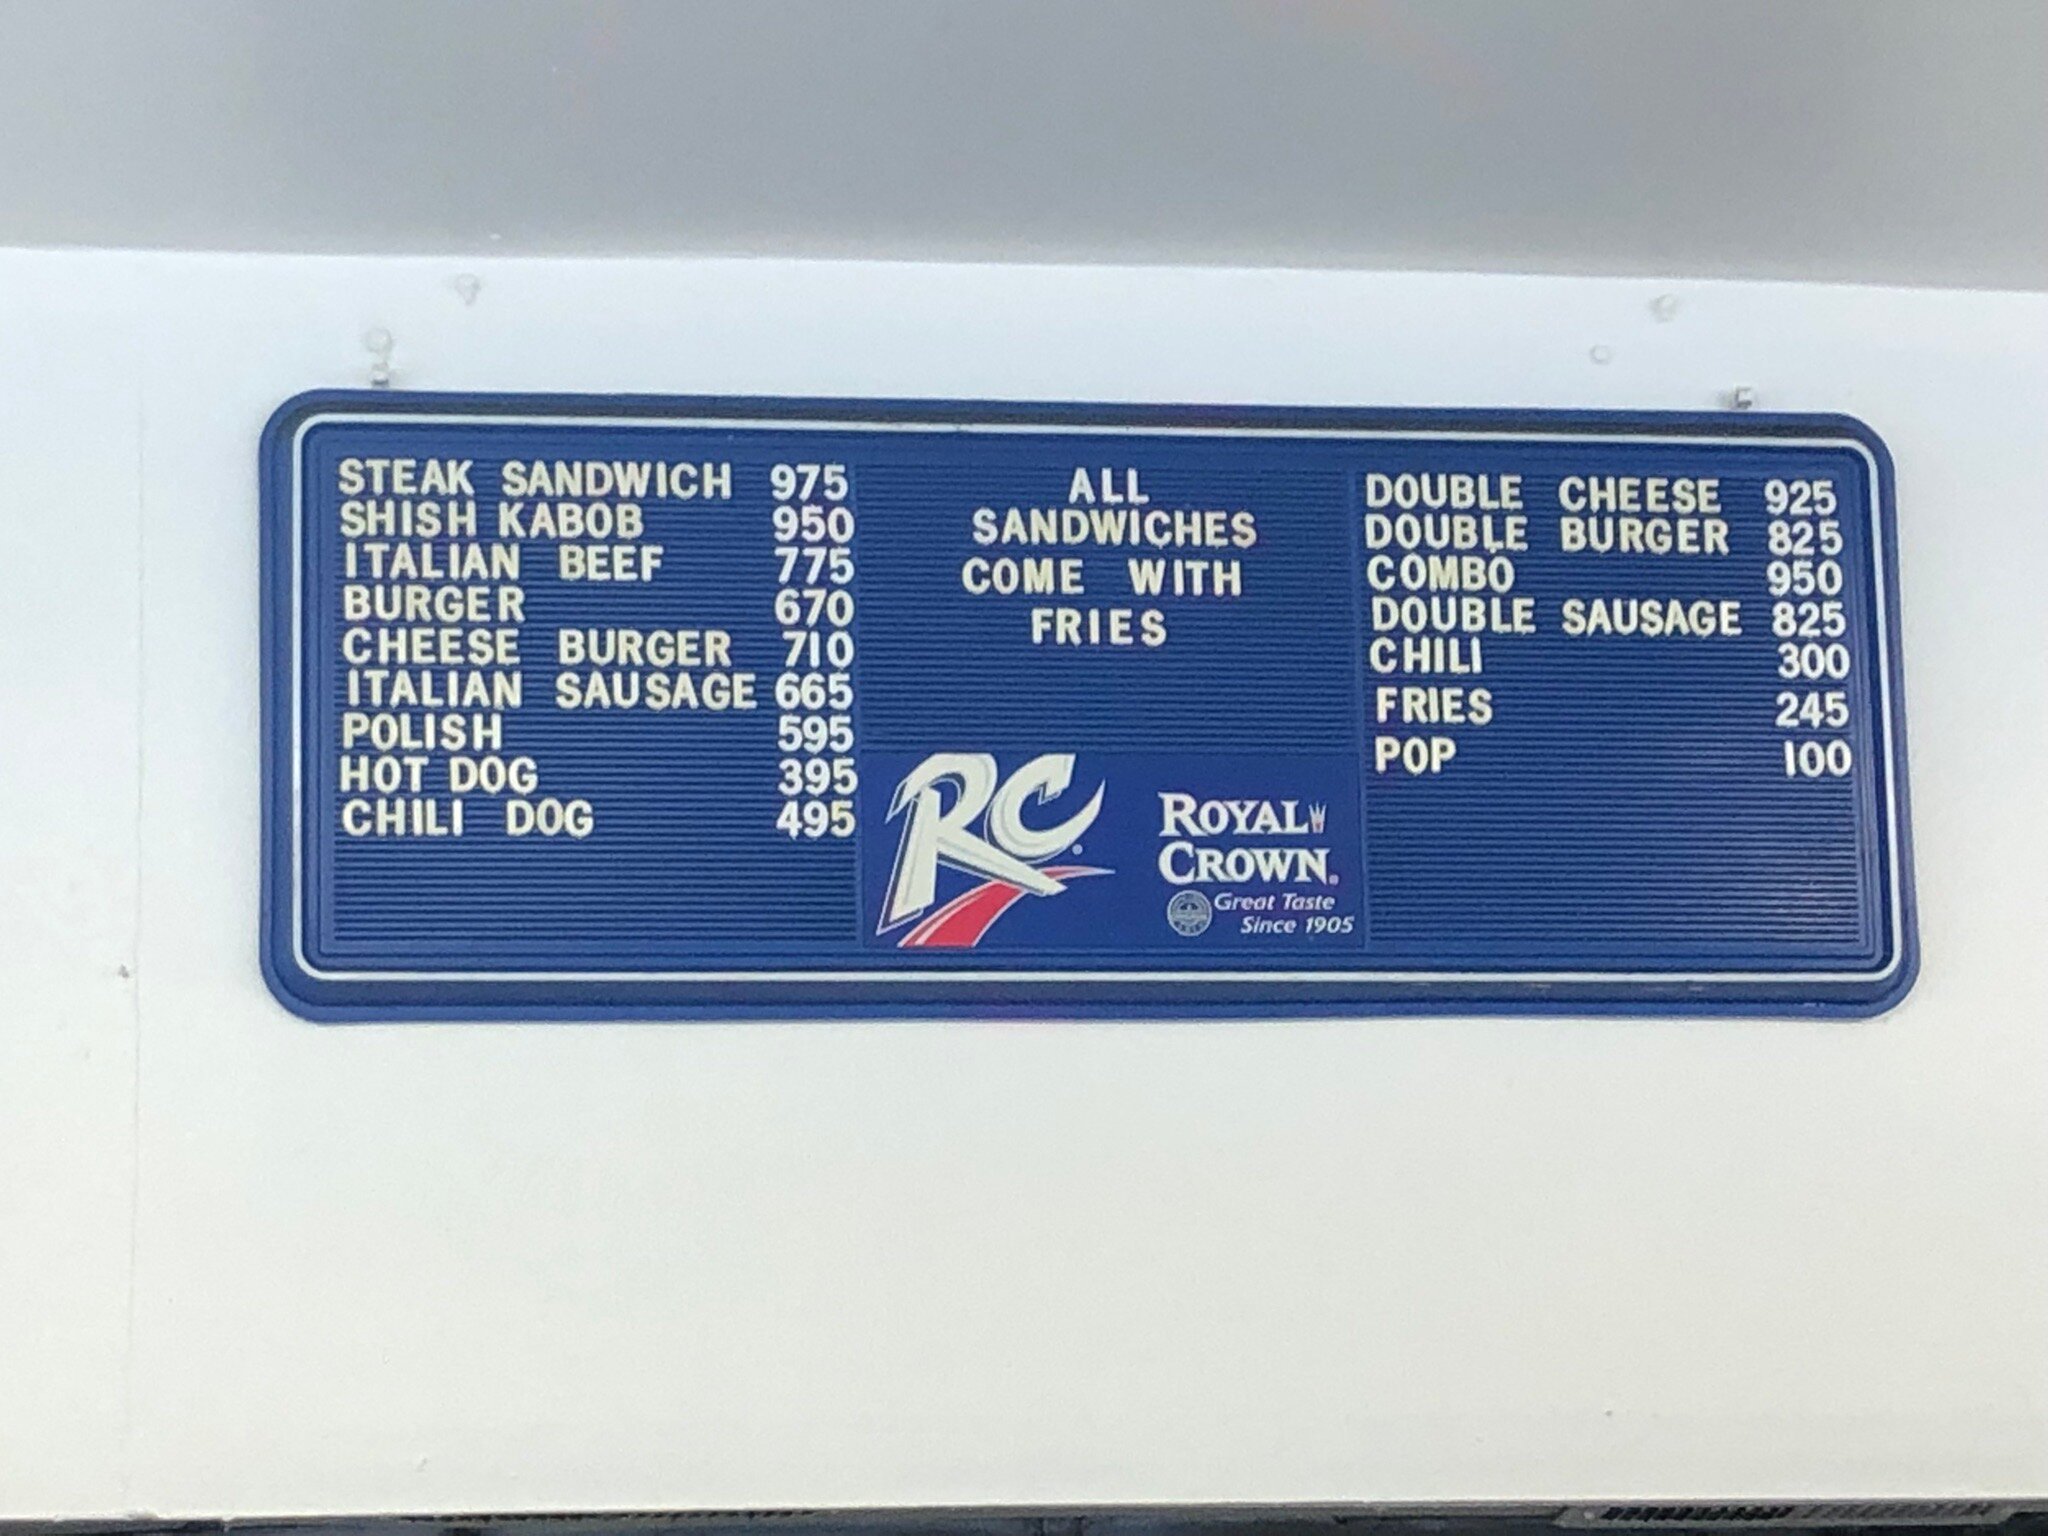 STEAK SANDWICH 975
SHISH KABOB 950
ITALIAN BEEF 775
BURGER 670
CHEESE BURGER 710
ITALIAN SAUSAGE 665
POLISH 595
HOT DOG 395
CHILI DOG 495
ALL
SANDWICHES
COME WITH
FRIES
RC
ROYAL
CROWN
Great Taste
Since 1905
DOUBLE CHEESE 925
DOUBLE BURGER 825
COMBO 950
DOUBLE SAUSAGE 825
CHILI 300
FRIES 245
POP 100